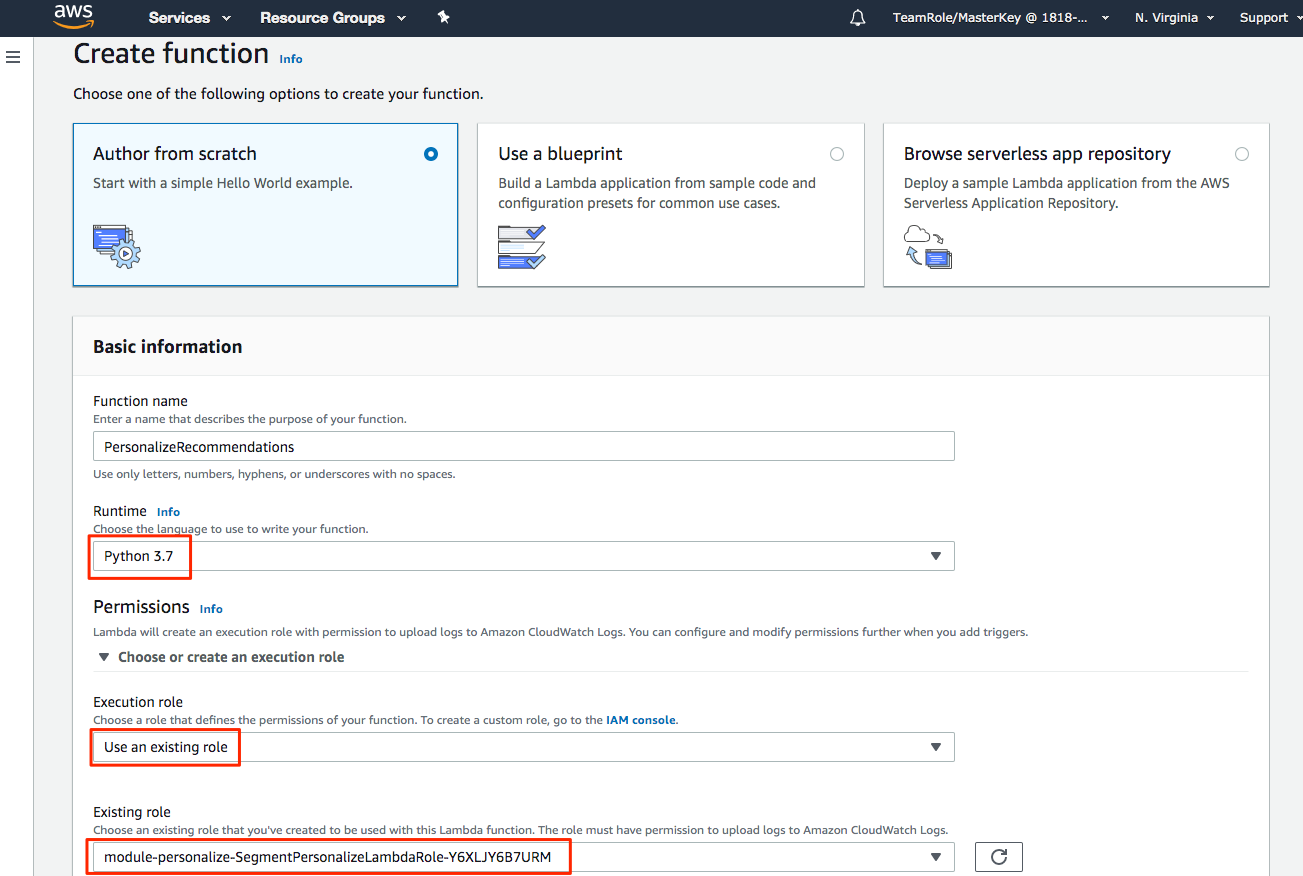 aws Services Resource Groups TeamRole/MasterKey @ 1818-... N. Virginia Support
Create function Info
Choose one of the following options to create your function.
Author from scratch
Start with a simple Hello World example.
Use a blueprint
Build a Lambda application from sample code and
configuration presets for common use cases.
Browse serverless app repository
Deploy a sample Lambda application from the AWS
Serverless Application Repository.
Basic information
Function name
Enter a name that describes the purpose of your function.
PersonalizeRecommendations
Use only letters, numbers, hyphens, or underscores with no spaces.
Runtime Info
Choose the language to use to write your function.
Python 3.7
Permissions Info
Lambda will create an execution role with permission to upload logs to Amazon CloudWatch Logs. You can configure and modify permissions further when you add triggers.
Choose or create an execution role
Execution role
Choose a role that defines the permissions of your function. To create a custom role, go to the IAM console.
Use an existing role
Existing role
Choose an existing role that you've created to be used with this Lambda function. The role must have permission to upload logs to Amazon CloudWatch Logs.
module-personalize-SegmentPersonalizeLambdaRole-Y6XLJY6B7URM